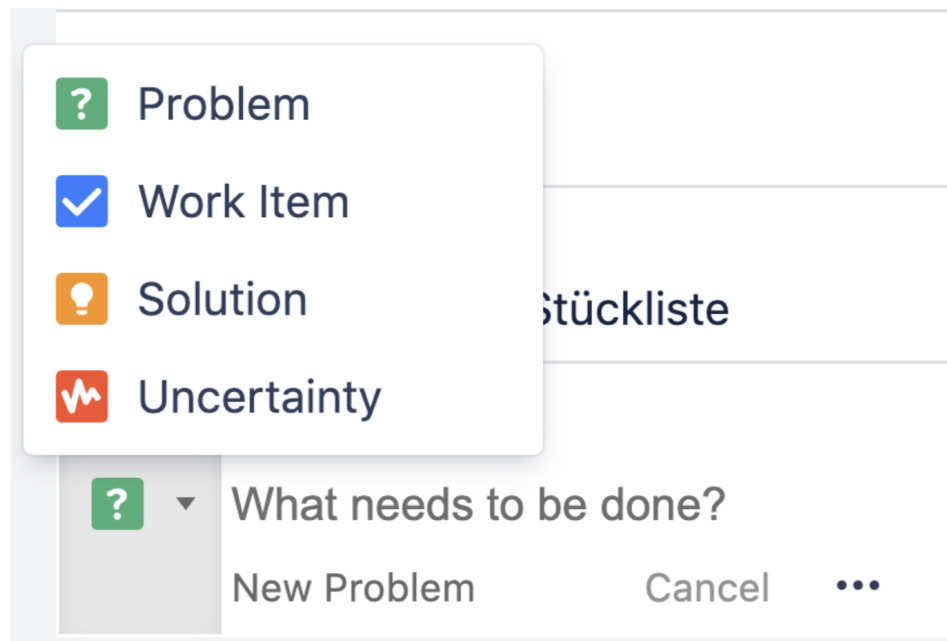 Problem
Work Item
Solution
Stückliste
Uncertainty
What needs to be done?
New Problem
Cancel